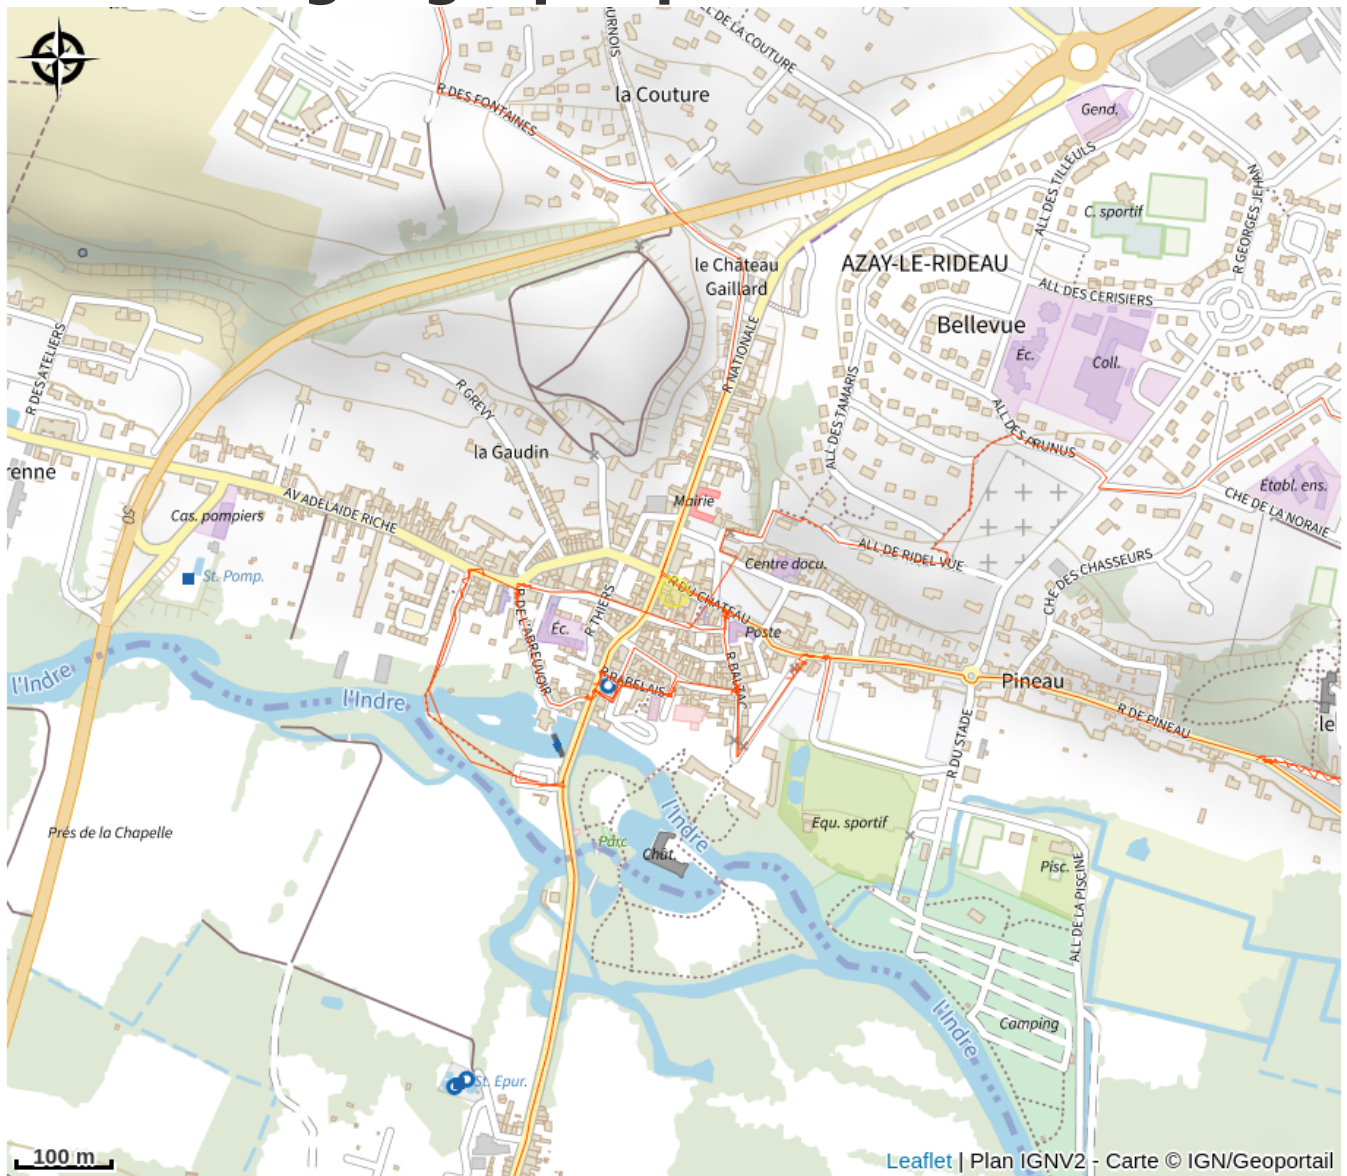 R DES FONTAINES
la Couture
DE LA COUTURE
Gend.
ALL DES TILLEULS
C. sportif
R GEORGES JEHAN
le Chateau
Gaillard
AZAY-LE-RIDEAU
ALL DES CERISIERS
Bellevue
Éc.
Coll.
R DES ATELIERS
R NATIONALE
R GREVY
ALL DES TAMARIS
ALL DES PRUNUS
la Gaudin
renne
AV ADELAIDE RICHE
Mairie
Etabl. ens.
CHE DE LA NORAIE
50
Cas. pompiers
ALL DE RIDEL VUE
Centre docu.
CHE DES CHASSEURS
St. Pomp.
R DU CHATEAU
R THIERS
R DE L'ABREUVOIR
Éc.
Poste
R BALZAC
R RABELAIS
l'Indre
l'Indre
Pineau
R DE PINEAU
le
R DU STADE
Prés de la Chapelle
l'Indre
Equ. sportif
Parc
Chât.
Pisc.
ALL DE LA PISCINE
l'Indre
Camping
St. Epur.
100 m
Leaflet | Plan IGNV2 - Carte © IGN/Geoportail